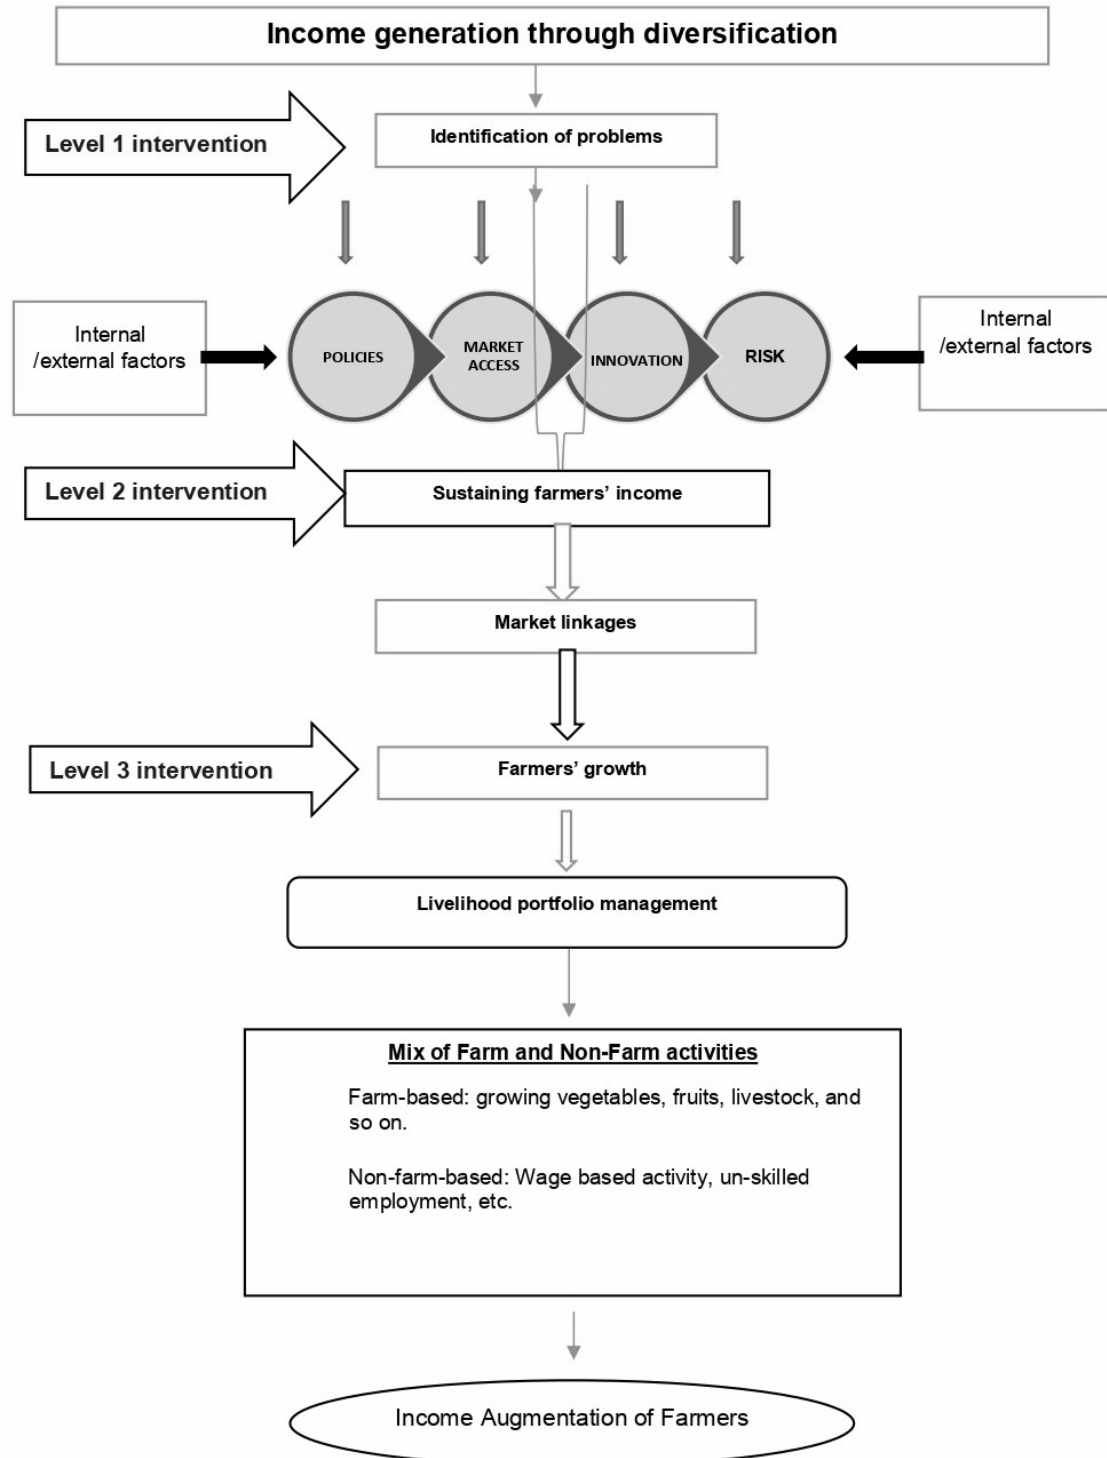 Income generation through diversification
Level 1 intervention
Identification of problems
Internal
/external factors
POLICIES
MARKET
ACCESS
INNOVATION
RISK
Internal
/external factors
Level 2 intervention
Sustaining farmers’ income
Market linkages
Level 3 intervention
Farmers’ growth
Livelihood portfolio management
Mix of Farm and Non-Farm activities
Farm-based: growing vegetables, fruits, livestock, and
so on.
Non-farm-based: Wage based activity, un-skilled
employment, etc.
Income Augmentation of Farmers